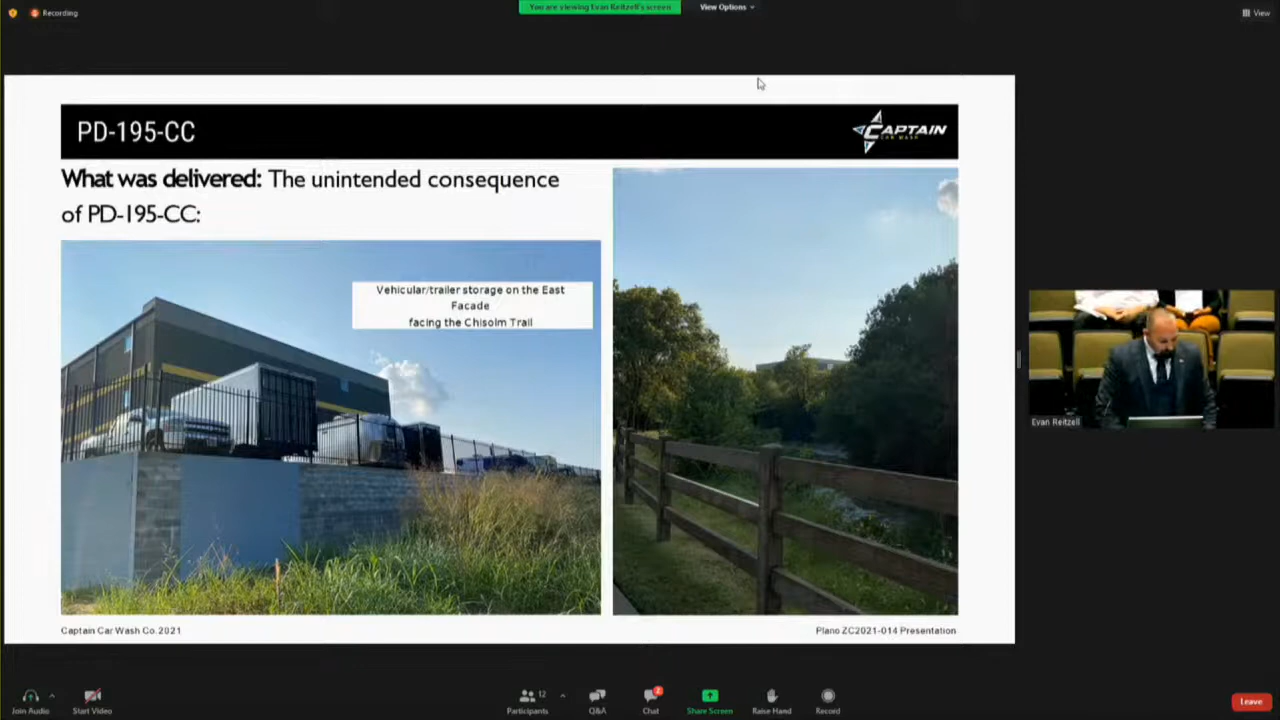 Recording
You are viewing Evan Reitzell's screen
View Options
View
PD-195-CC
CAPTAIN
CAR WASH
What was delivered: The unintended consequence
of PD-195-CC:
Vehicular/trailer storage on the East
Facade
facing the Chisolm Trail
Evan Reitzell
Captain Car Wash Co.2021
Plano ZC2021-014 Presentation
Join Audio
Start Video
12
Participants
Q&A
2
Chat
Share Screen
Raise Hand
Record
Leave